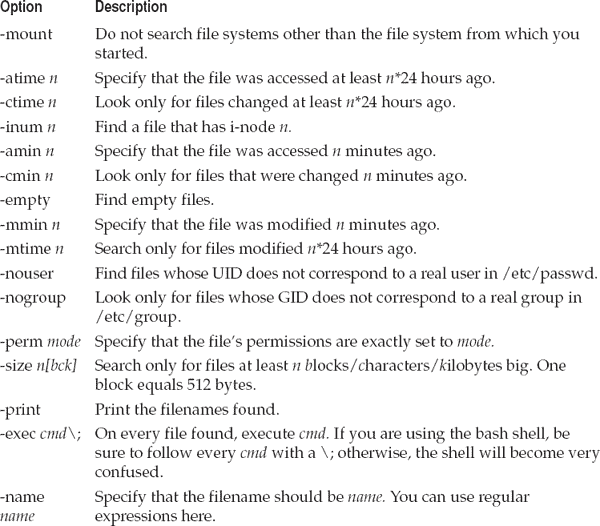 Option Description
-mount Do not search file systems other than the file system from which you
started.
-atime n Specify that the file was accessed at least n*24 hours ago.
-ctime n Look only for files changed at least n*24 hours ago.
-inum n Find a file that has i-node n.
-amin n Specify that the file was accessed n minutes ago.
-cmin n Look only for files that were changed n minutes ago.
-empty Find empty files.
-mmin n Specify that the file was modified n minutes ago.
-mtime n Search only for files modified n*24 hours ago.
-nouser Find files whose UID does not correspond to a real user in /etc/passwd.
-nogroup Look only for files whose GID does not correspond to a real group in
/etc/group.
-perm mode Specify that the file's permissions are exactly set to mode.
-size n[bck] Search only for files at least n blocks/characters/kilobytes big. One
block equals 512 bytes.
-print Print the filenames found.
-exec cmd\; On every file found, execute cmd. If you are using the bash shell, be
sure to follow every cmd with a \; otherwise, the shell will become very
confused.
-name Specify that the filename should be name. You can use regular
name expressions here.